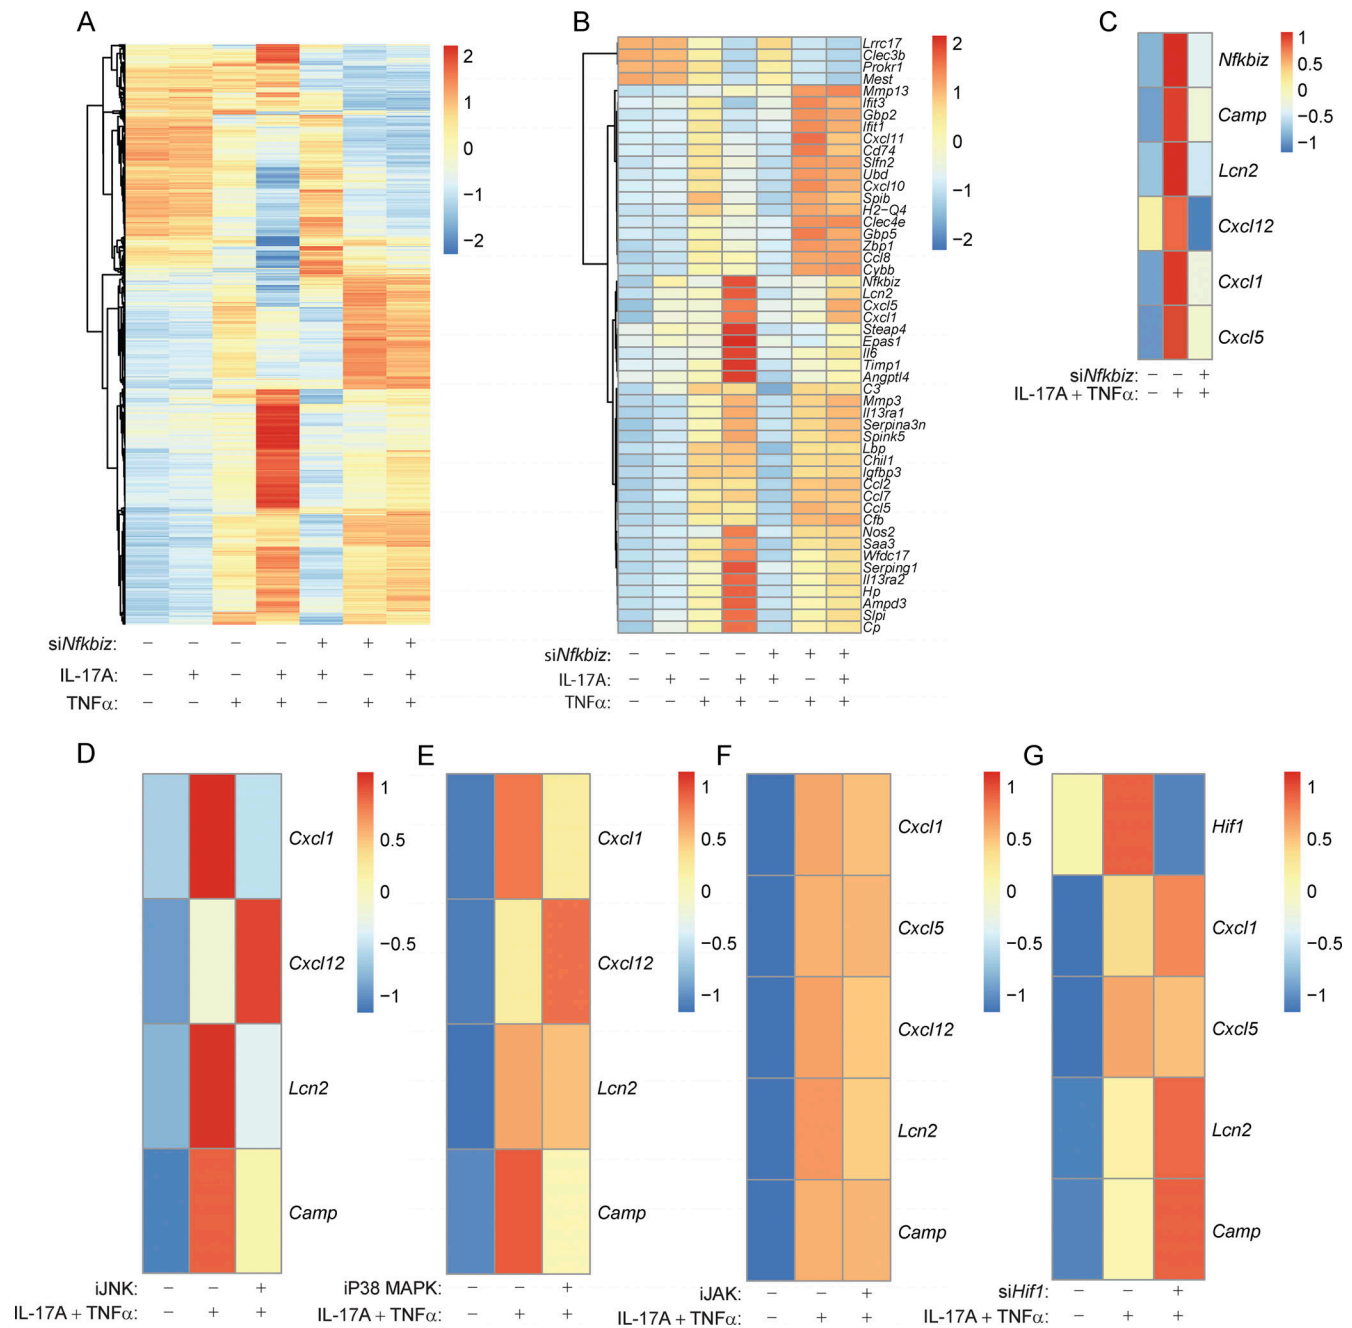 A
2
1
0
−1
−2
siNfkbiz: − − − − + + +
IL-17A: − + − + + − +
TNFα: − − + + − + +
B
Lrrc17
Clec3b
Prokr1
Mest
Mmp13
Ifit3
Gbp2
Ifit1
Cxcl11
Cd74
Slfn2
Ubd
Cxcl10
Spib
H2−Q4
Clec4e
Gbp5
Zbp1
Ccl8
Cybb
Nfkbiz
Lcn2
Cxcl5
Cxcl1
Steap4
Epas1
Il6
Timp1
Angptl4
C3
Mmp3
Il13ra1
Serpina3n
Spink5
Lbp
Chil1
Igfbp3
Ccl2
Ccl7
Ccl5
Cfb
Nos2
Saa3
Wfdc17
Serping1
Il13ra2
Hp
Ampd3
Slpi
Cp
2
1
0
−1
−2
siNfkbiz: − − − − + + +
IL-17A: − + − + + − +
TNFα: − − + + − + +
C
Nfkbiz
Camp
Lcn2
Cxcl12
Cxcl1
Cxcl5
1
0.5
0
−0.5
−1
siNfkbiz: − − +
IL-17A + TNFα: − + +
D
Cxcl1
Cxcl12
Lcn2
Camp
1
0.5
0
−0.5
−1
iJNK: − − +
IL-17A + TNFα: − + +
E
Cxcl1
Cxcl12
Lcn2
Camp
1
0.5
0
−0.5
−1
iP38 MAPK: − − +
IL-17A + TNFα: − + +
F
Cxcl1
Cxcl5
Cxcl12
Lcn2
Camp
1
0.5
0
−0.5
−1
iJAK: − − +
IL-17A + TNFα: − + +
G
Hif1
Cxcl1
Cxcl5
Lcn2
Camp
1
0.5
0
−0.5
−1
siHif1: − − +
IL-17A + TNFα: − + +